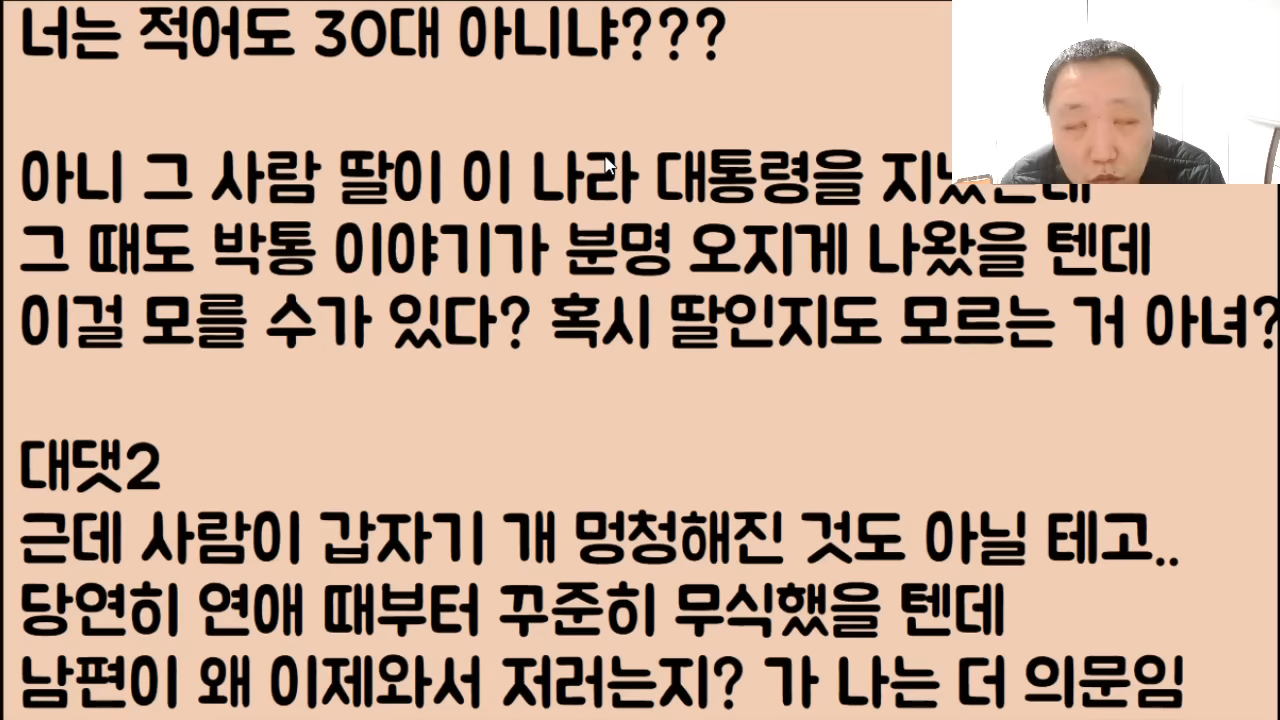 너는 적어도 30대 아니냐???
아니 그 사람 딸이 이 나라 대통령을
그 때도 박통 이야기가 분명 오지게 나왔을 텐데
이걸 모를 수가 있다? 혹시 딸인지도 모르는 거 아녀?
대댓2
근데 사람이 갑자기 개 멍청해진 것도 아닐 테고..
당연히 연애 때부터 꾸준히 무식했을 텐데
남편이 왜 이제와서 저러는지? 가 나는 더 의문임